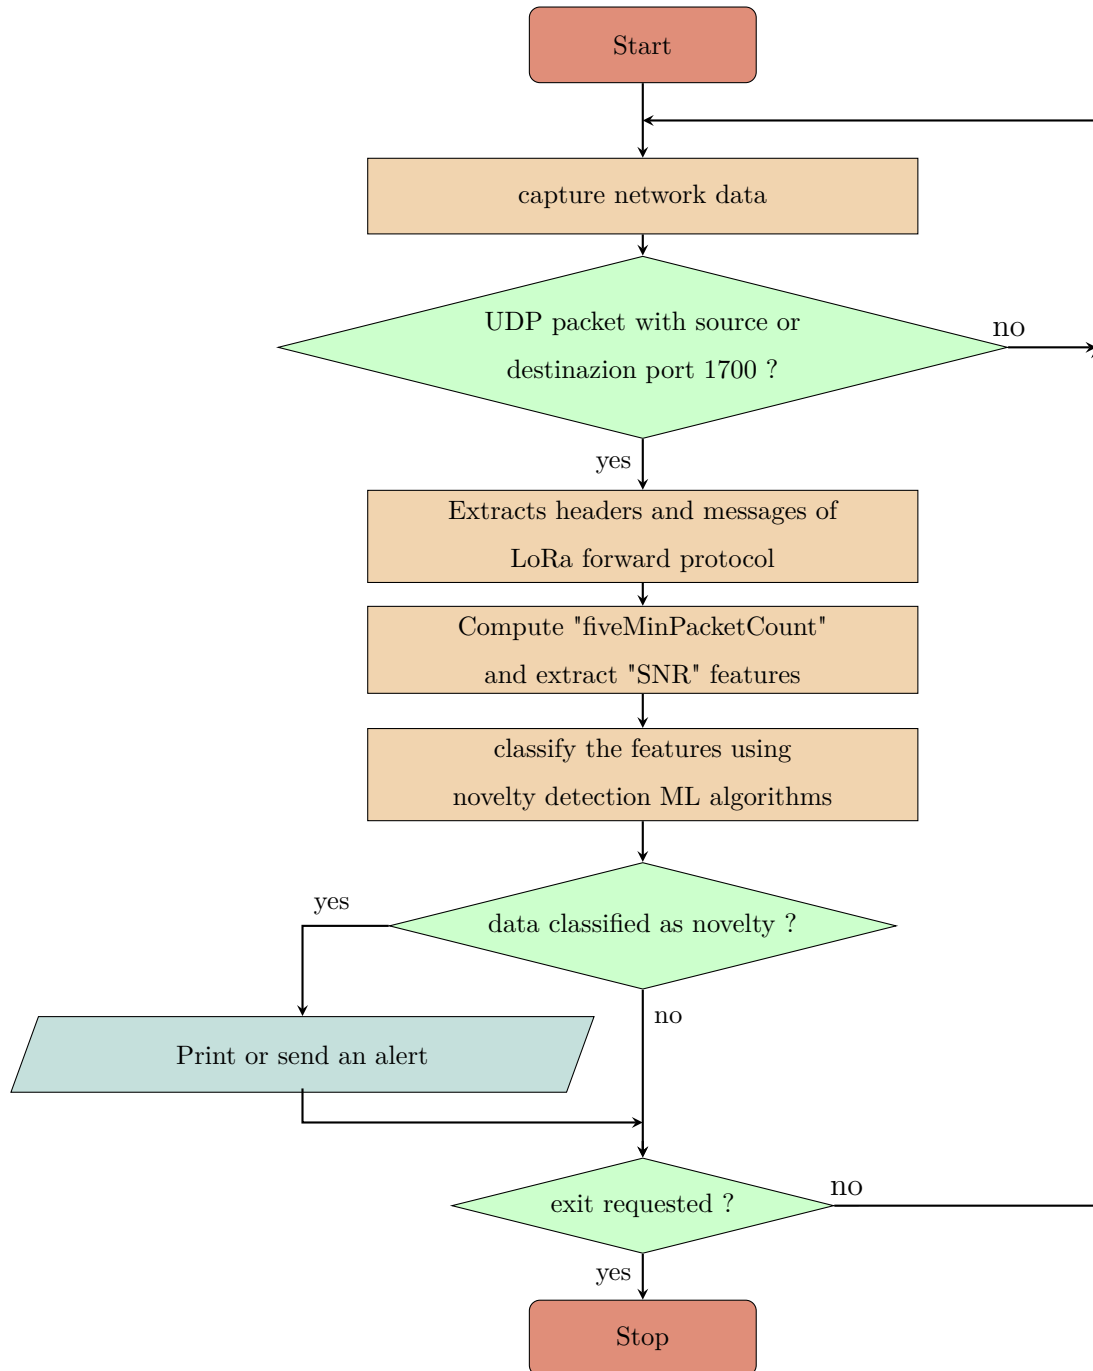 Start
capture network data
UDP packet with source or
destinazion port 1700 ?
no
yes
Extracts headers and messages of
LoRa forward protocol
Compute "fiveMinPacketCount"
and extract "SNR" features
classify the features using
novelty detection ML algorithms
yes
data classified as novelty ?
no
Print or send an alert
exit requested ?
no
yes
Stop